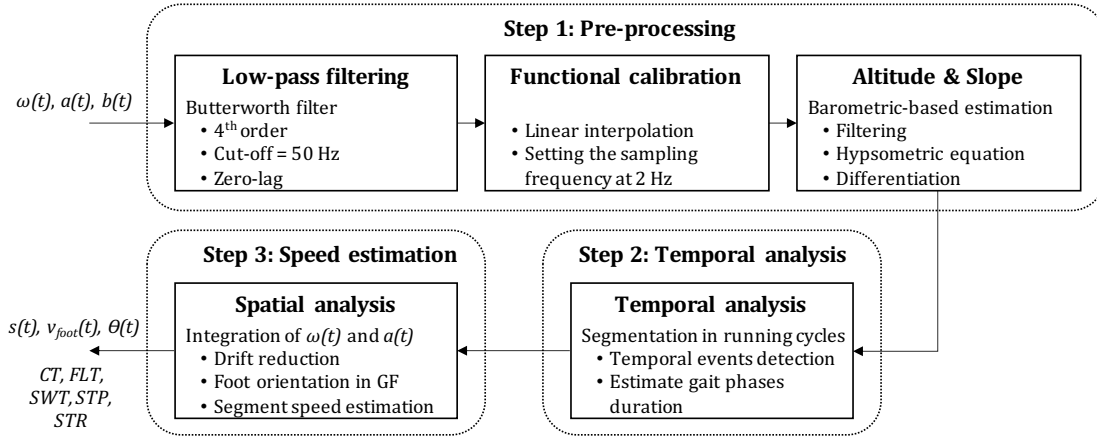 Step 1: Pre-processing
ω(t), a(t), b(t)
Low-pass filtering
Butterworth filter
• 4th order
• Cut-off = 50 Hz
• Zero-lag
Functional calibration
• Linear interpolation
• Setting the sampling
frequency at 2 Hz
Altitude & Slope
Barometric-based estimation
• Filtering
• Hypsometric equation
• Differentiation
Step 2: Temporal analysis
Temporal analysis
Segmentation in running cycles
• Temporal events detection
• Estimate gait phases
duration
Step 3: Speed estimation
Spatial analysis
Integration of ω(t) and a(t)
• Drift reduction
• Foot orientation in GF
• Segment speed estimation
s(t), vfoot(t), Θ(t)
CT, FLT,
SWT, STP,
STR